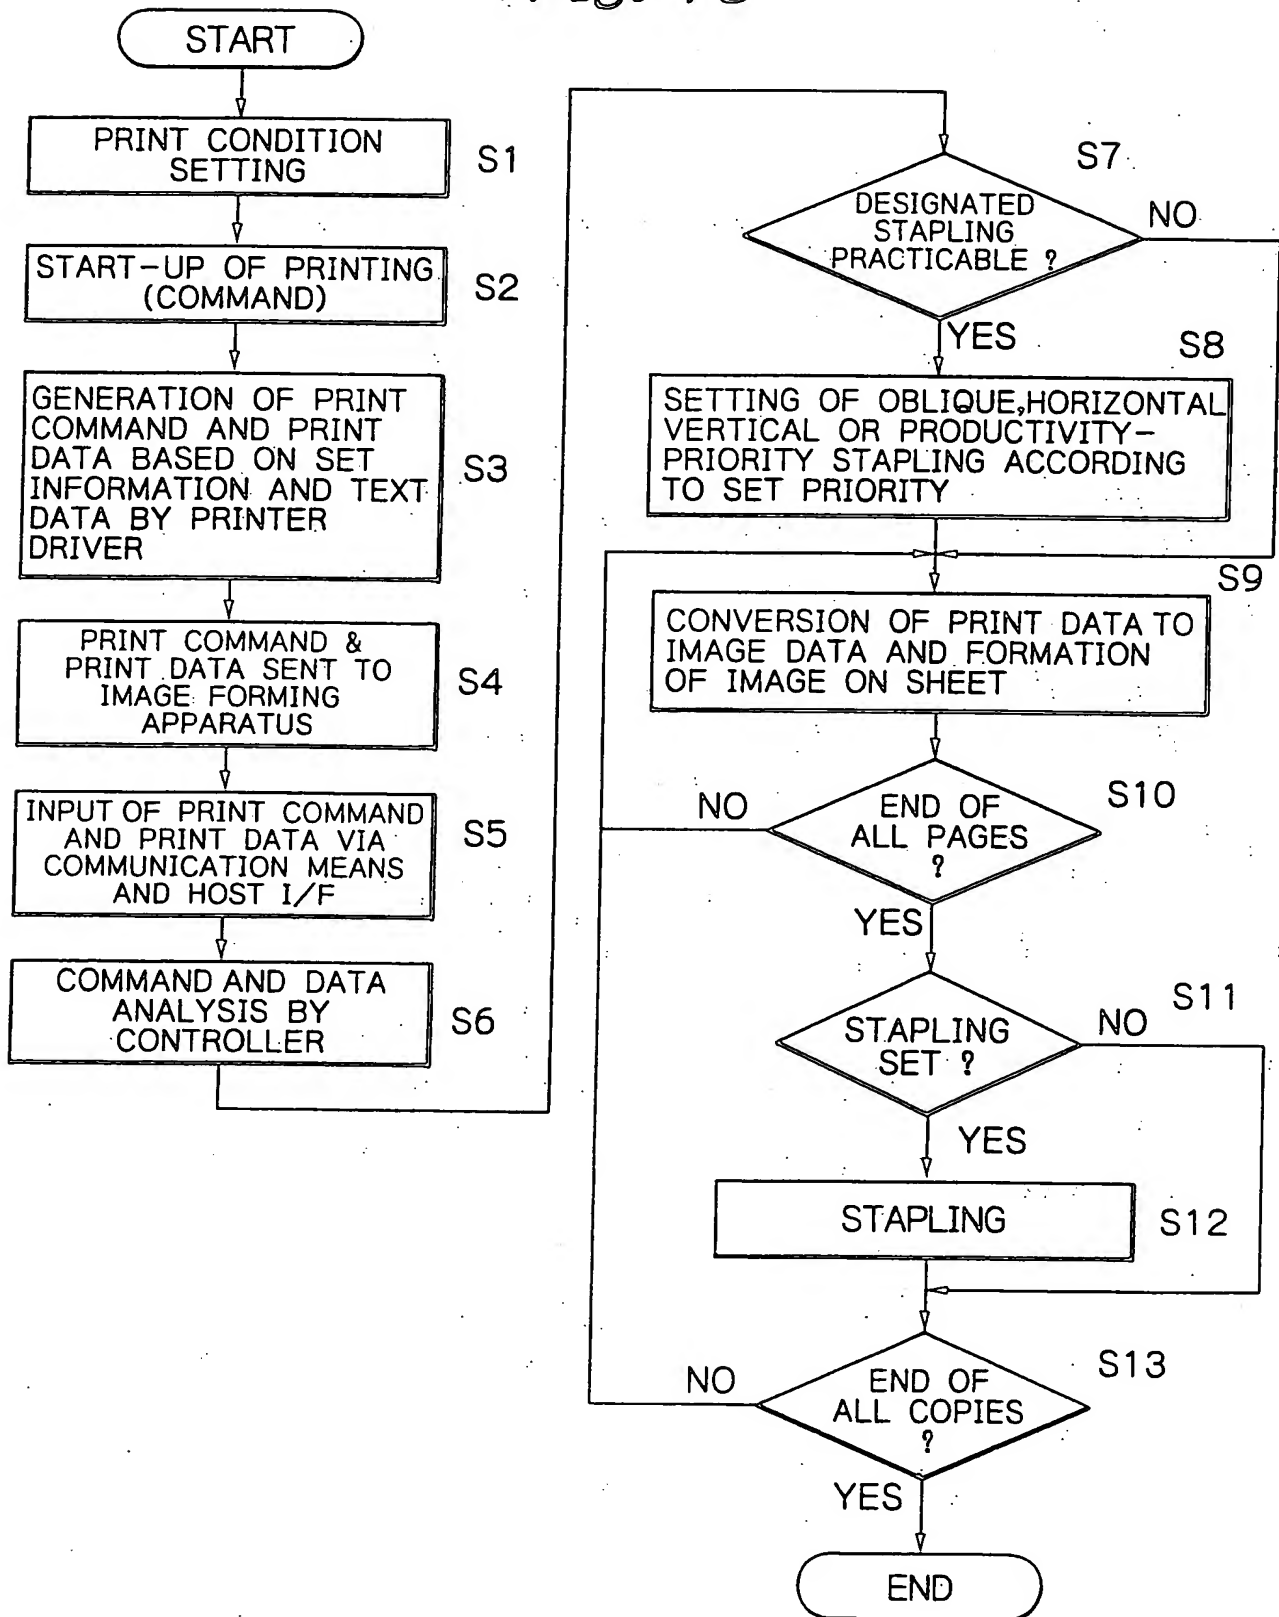 START
PRINT CONDITION
SETTING
S1
START-UP OF PRINTING
(COMMAND)
S2
GENERATION OF PRINT
COMMAND AND PRINT
DATA BASED ON SET
INFORMATION AND TEXT
DATA BY PRINTER
DRIVER
S3
PRINT COMMAND &
PRINT DATA SENT TO
IMAGE FORMING
APPARATUS
S4
INPUT OF PRINT COMMAND
AND PRINT DATA VIA
COMMUNICATION MEANS
AND HOST I/F
S5
COMMAND AND DATA
ANALYSIS BY
CONTROLLER
S6
DESIGNATED
STAPLING
PRACTICABLE ?
S7
NO
YES
S8
SETTING OF OBLIQUE,HORIZONTAL
VERTICAL OR PRODUCTIVITY-
PRIORITY STAPLING ACCORDING
TO SET PRIORITY
S9
CONVERSION OF PRINT DATA TO
IMAGE DATA AND FORMATION
OF IMAGE ON SHEET
NO
END OF
ALL PAGES
?
S10
YES
STAPLING
SET ?
NO
S11
YES
STAPLING
S12
NO
END OF
ALL COPIES
?
S13
YES
END